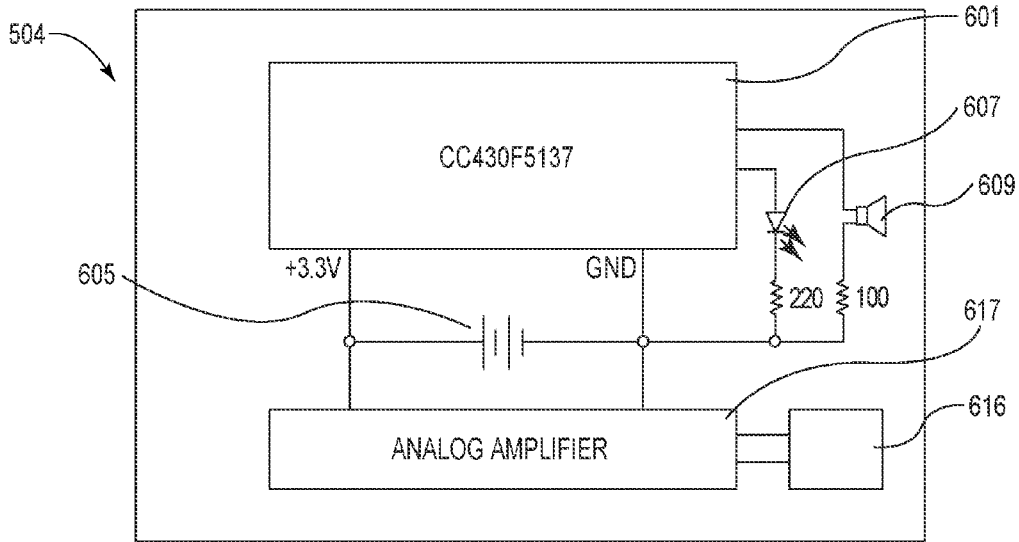 504
601
607
CC430F5137
609
+3.3V
GND
605
220
100
617
616
ANALOG AMPLIFIER